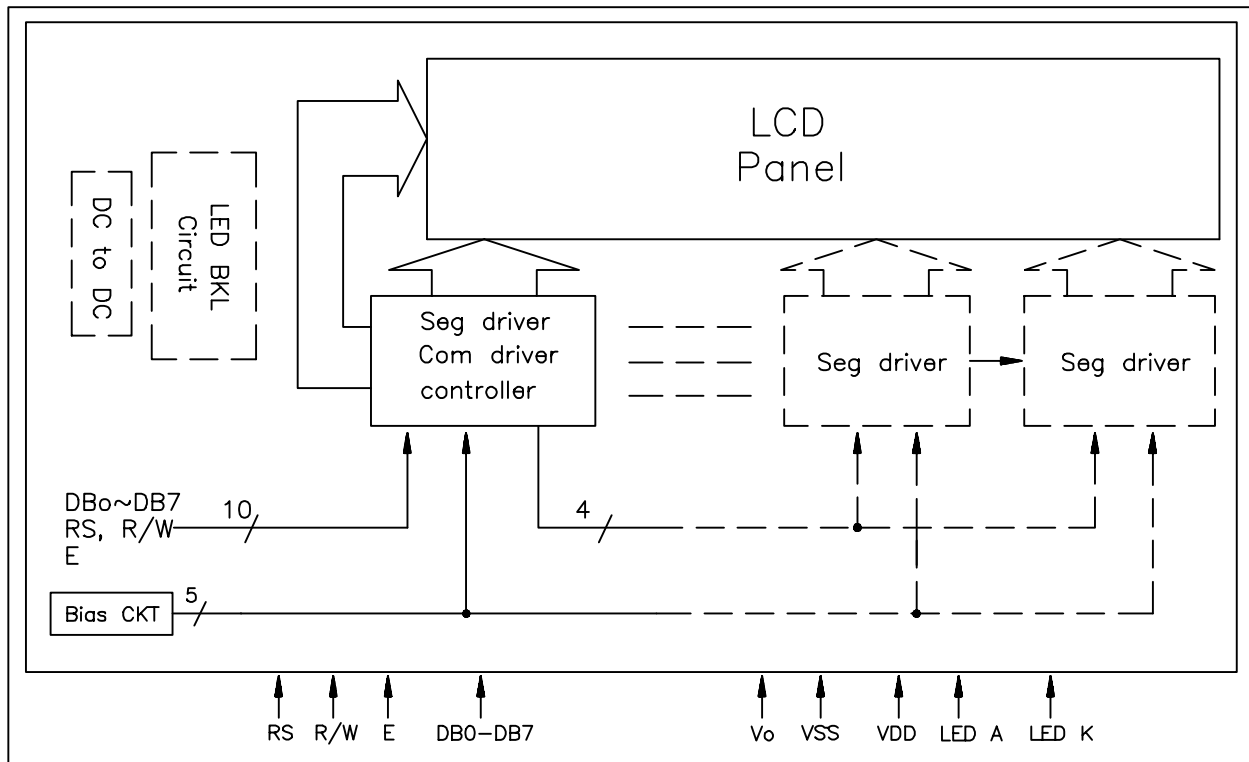 LCD
Panel
DC to DC
LED BKL
Circuit
Seg driver
Com driver
controller
Seg driver
Seg driver
DBo~DB7
RS, R/W
E
10
4
Bias CKT
5
RS R/W E DB0-DB7 Vo VSS VDD LED A LED K